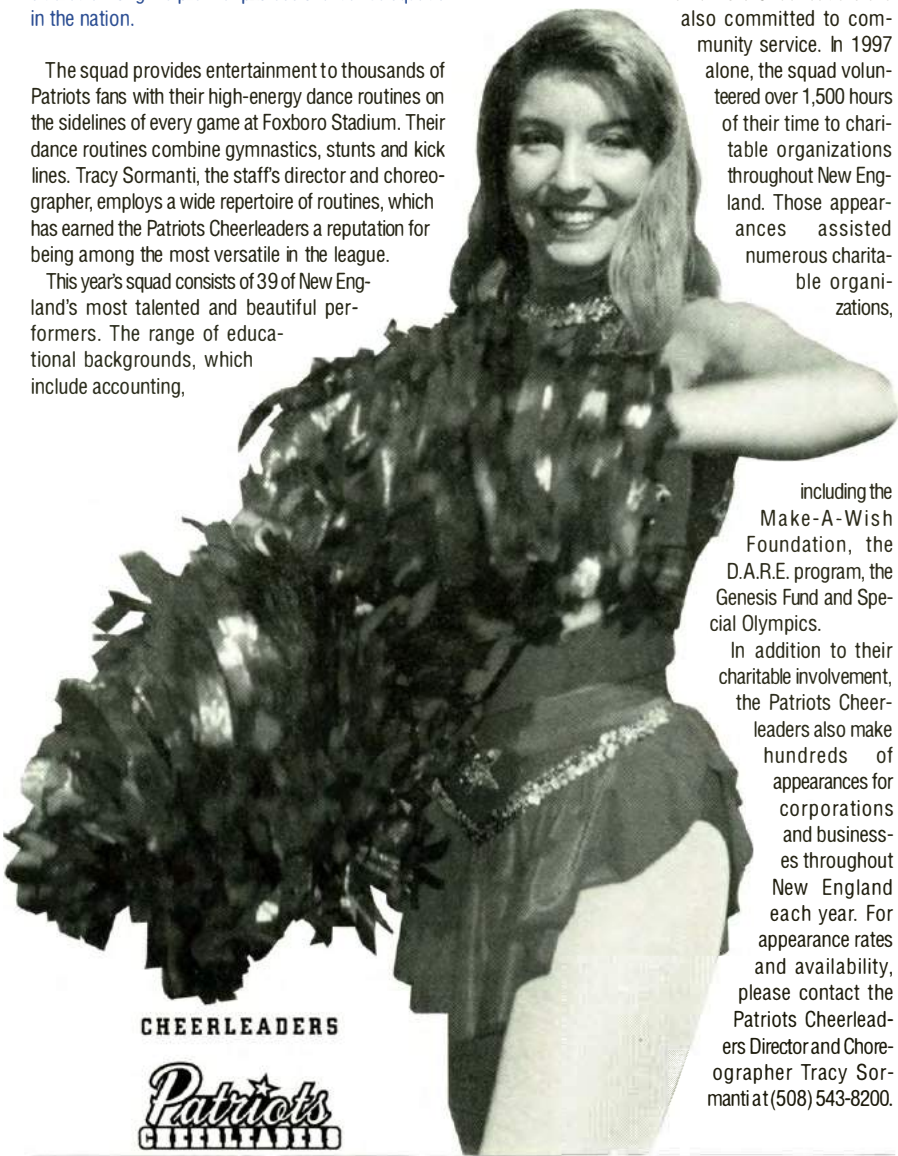 in the nation.
The squad provides entertainment to thousands of
Patriots fans with their high-energy dance routines on
the sidelines of every game at Foxboro Stadium. Their
dance routines combine gymnastics, stunts and kick
lines. Tracy Sormanti, the staff's director and choreo-
grapher, employs a wide repertoire of routines, which
has earned the Patriots Cheerleaders a reputation for
being among the most versatile in the league.
This year's squad consists of 39 of New Eng-
land's most talented and beautiful per-
formers. The range of educa-
tional backgrounds, which
include accounting,
also committed to com-
munity service. In 1997
alone, the squad volun-
teered over 1,500 hours
of their time to chari-
table organizations
throughout New Eng-
land. Those appear-
ances assisted
numerous charita-
ble organi-
zations,
including the
Make-A-Wish
Foundation, the
D.A.R.E. program, the
Genesis Fund and Spe-
cial Olympics.
In addition to their
charitable involvement,
the Patriots Cheer-
leaders also make
hundreds of
appearances for
corporations
and business-
es throughout
New England
each year. For
appearance rates
and availability,
please contact the
Patriots Cheerlead-
ers Director and Chore-
ographer Tracy Sor-
manti at (508) 543-8200.
CHEERLEADERS
Patriots
CHEERLEADERS